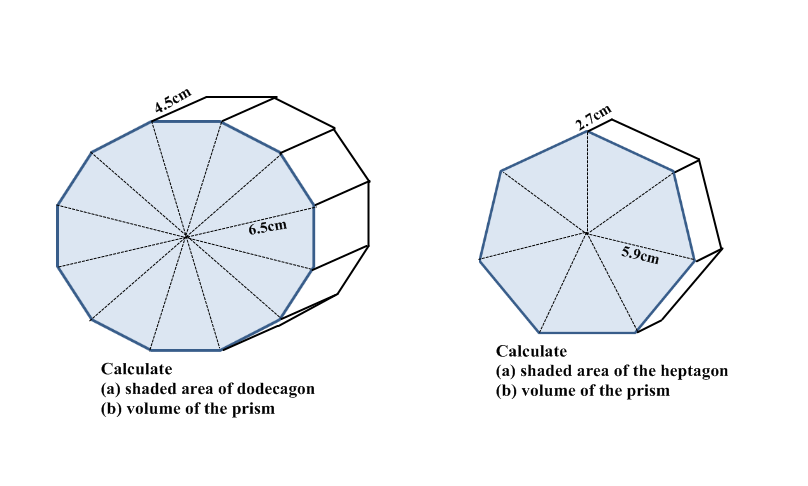 4.5cm
6.5cm
Calculate
(a) shaded area of dodecagon
(b) volume of the prism
2.7cm
5.9cm
Calculate
(a) shaded area of the heptagon
(b) volume of the prism